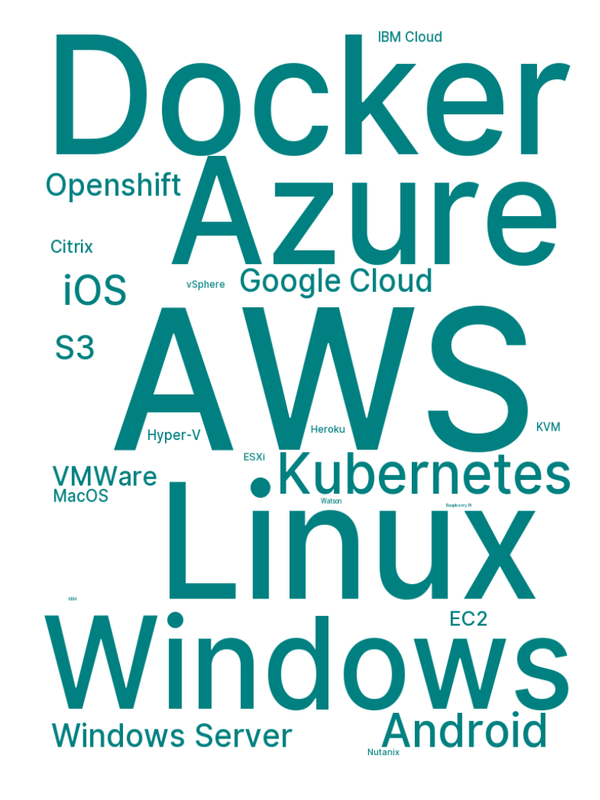 IBM Cloud
Docker
Openshift
Azure
Citrix
iOS
vSphere
Google Cloud
S3
AWS
Hyper-V
Heroku
KVM
ESXi
Kubernetes
VMWare
MacOS
Watson
Raspberry Pi
Linux
EC2
Windows
Windows Server
Android
Nutanix